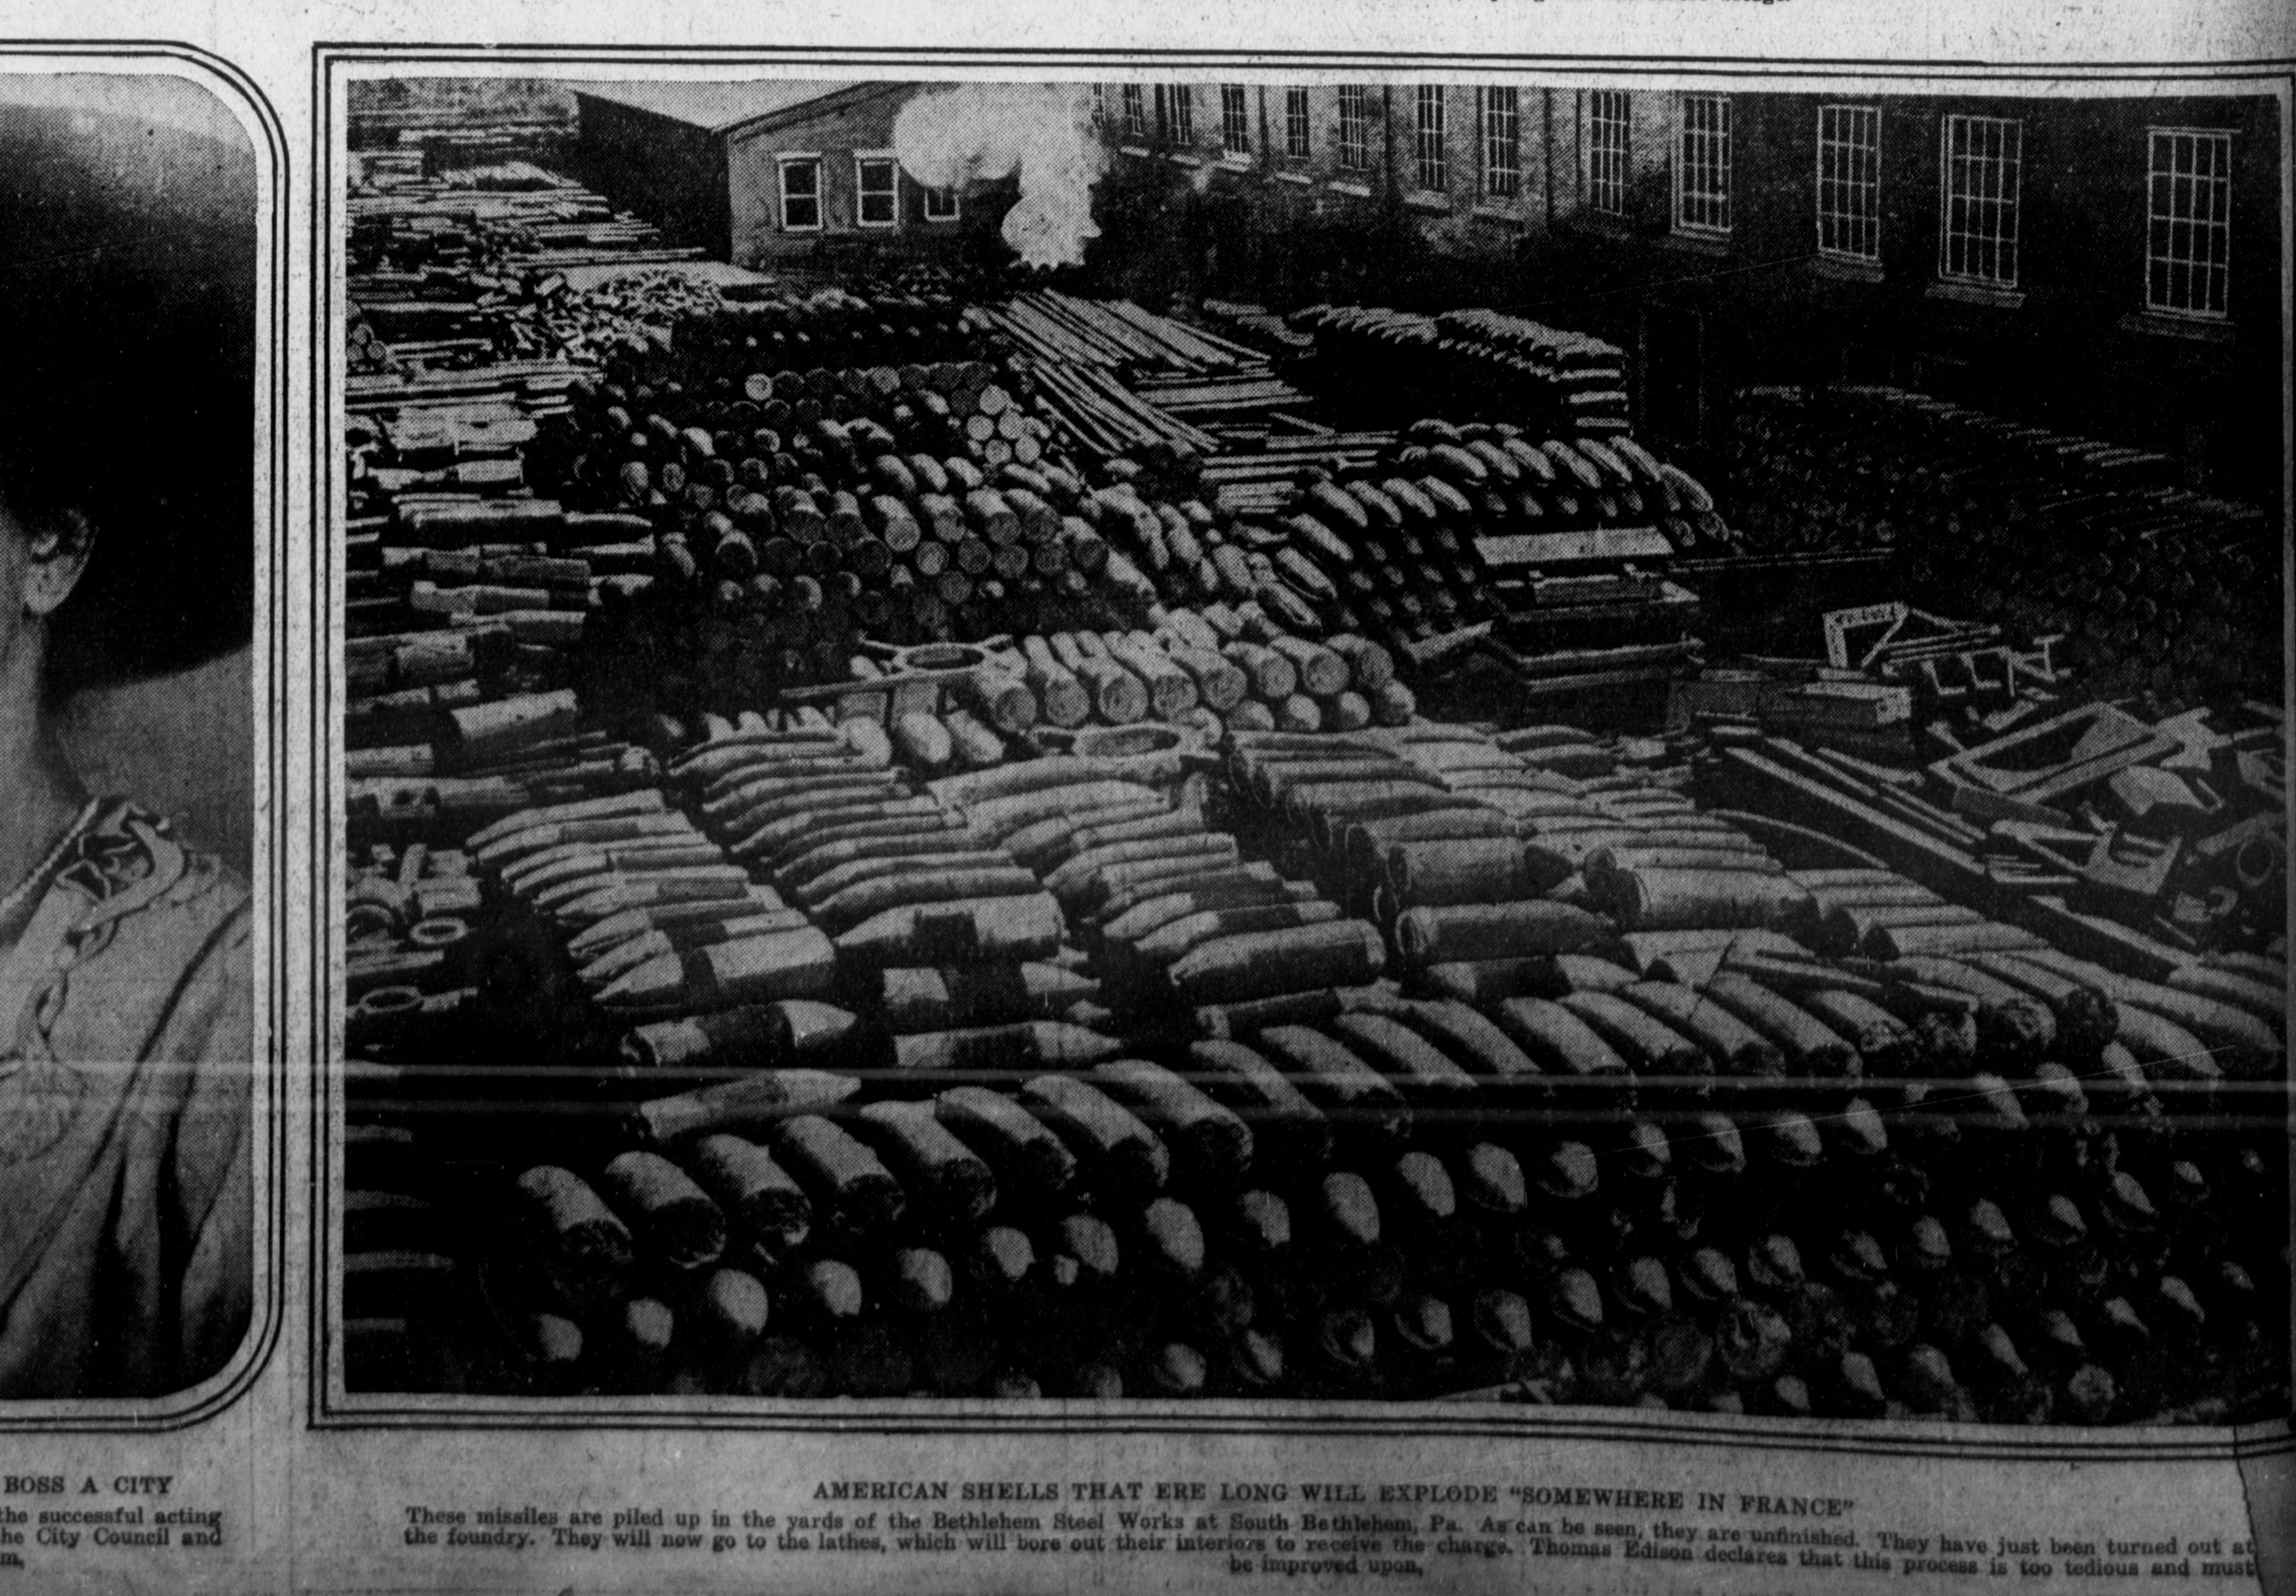 BOSS A CITY
the successful acting
the City Council and
AMERICAN SHELLS THAT ERE LONG WILL EXPLODE "SOMEWHERE IN FRANCE"
These missiles are piled up in the yards of the Bethlehem Steel Works at South Bethlehem, Pa. As can be seen, they are unfinished. They have just been turned out at
the foundry. They will now go to the lathes, which will bore out their interiors to receive the charge. Thomas Edison declares that this process is too tedious and must
be improved upon.